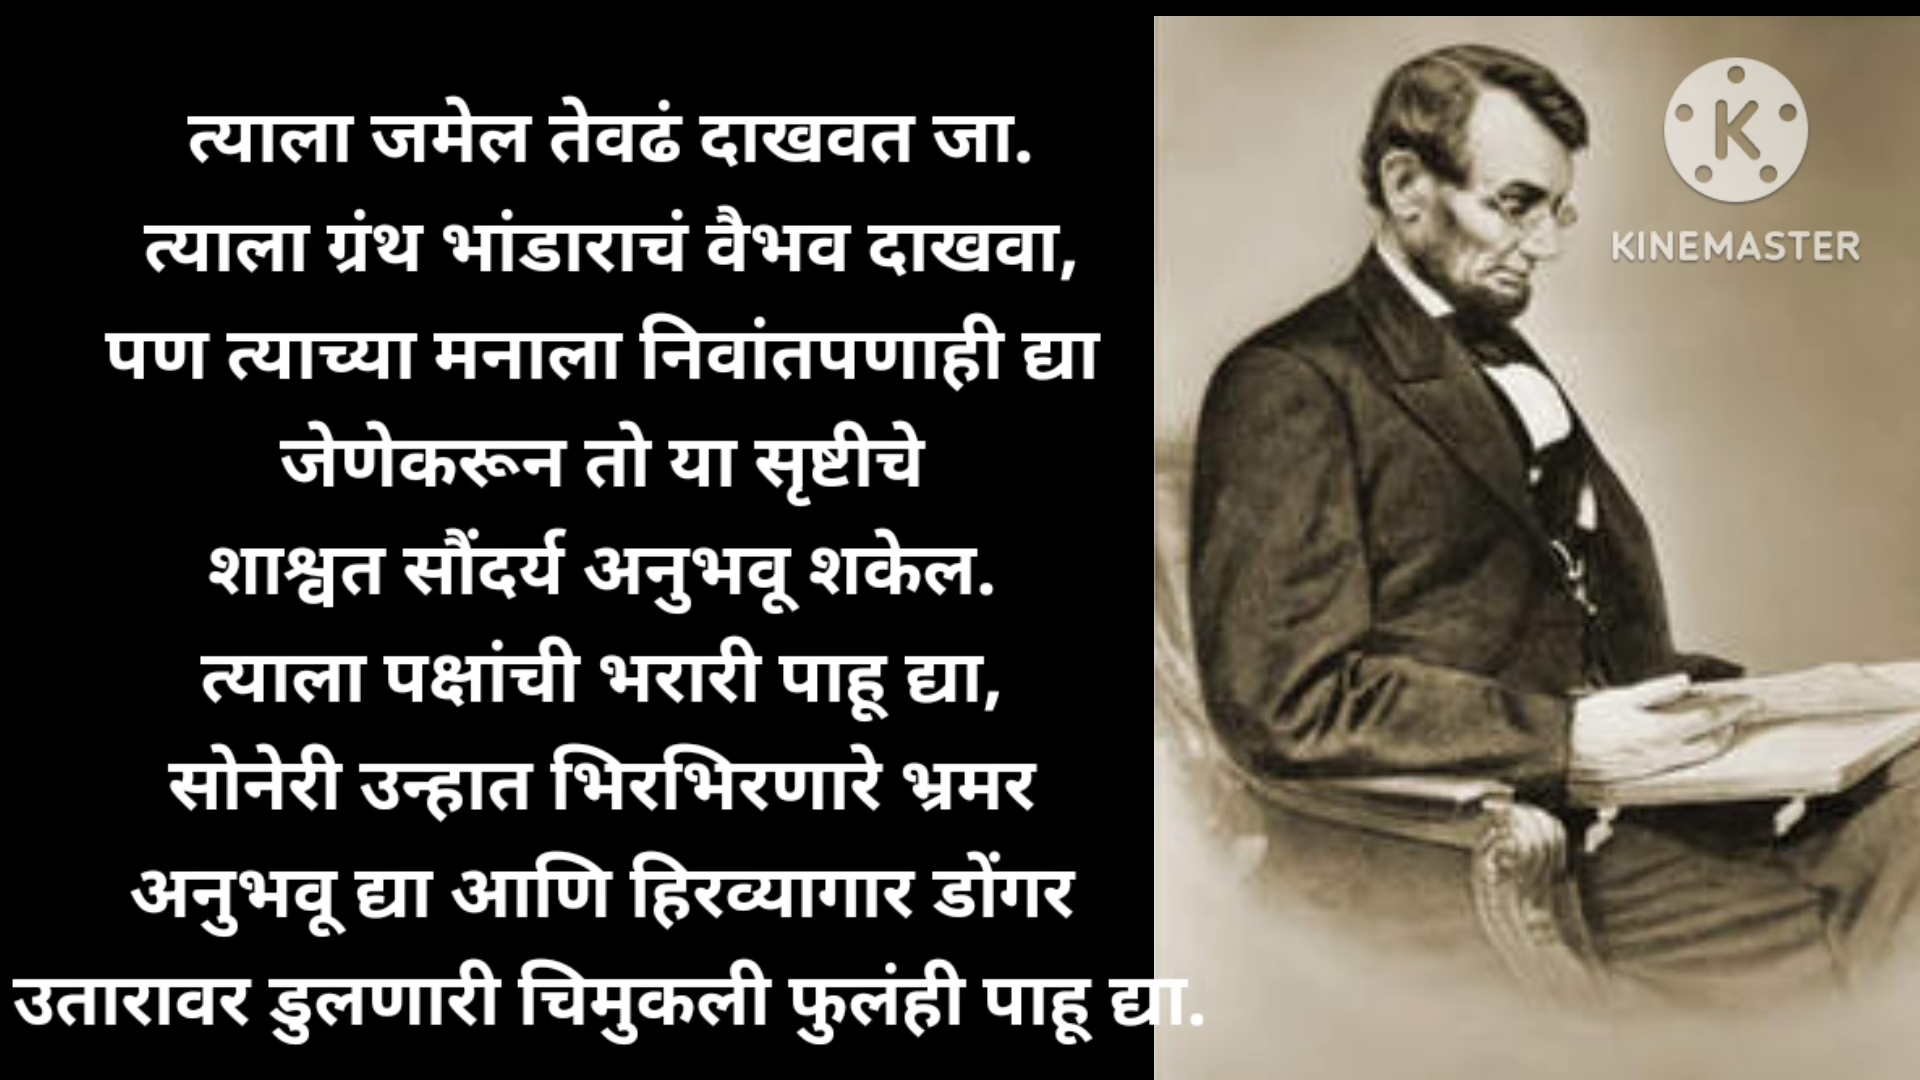 त्याला जमेल तेवढं दाखवत जा.
त्याला ग्रंथ भांडाराचं वैभव दाखवा,
पण त्याच्या मनाला निवांतपणाही द्या
जेणेकरून तो या सृष्टीचे
शाश्वत सौंदर्य अनुभवू शकेल.
त्याला पक्षांची भरारी पाहू द्या,
सोनेरी उन्हात भिरभिरणारे भ्रमर
अनुभवू द्या आणि हिरव्यागार डोंगर
उतारावर डुलणारी चिमुकली फुलंही पाहू द्या.
K
KINEMASTER